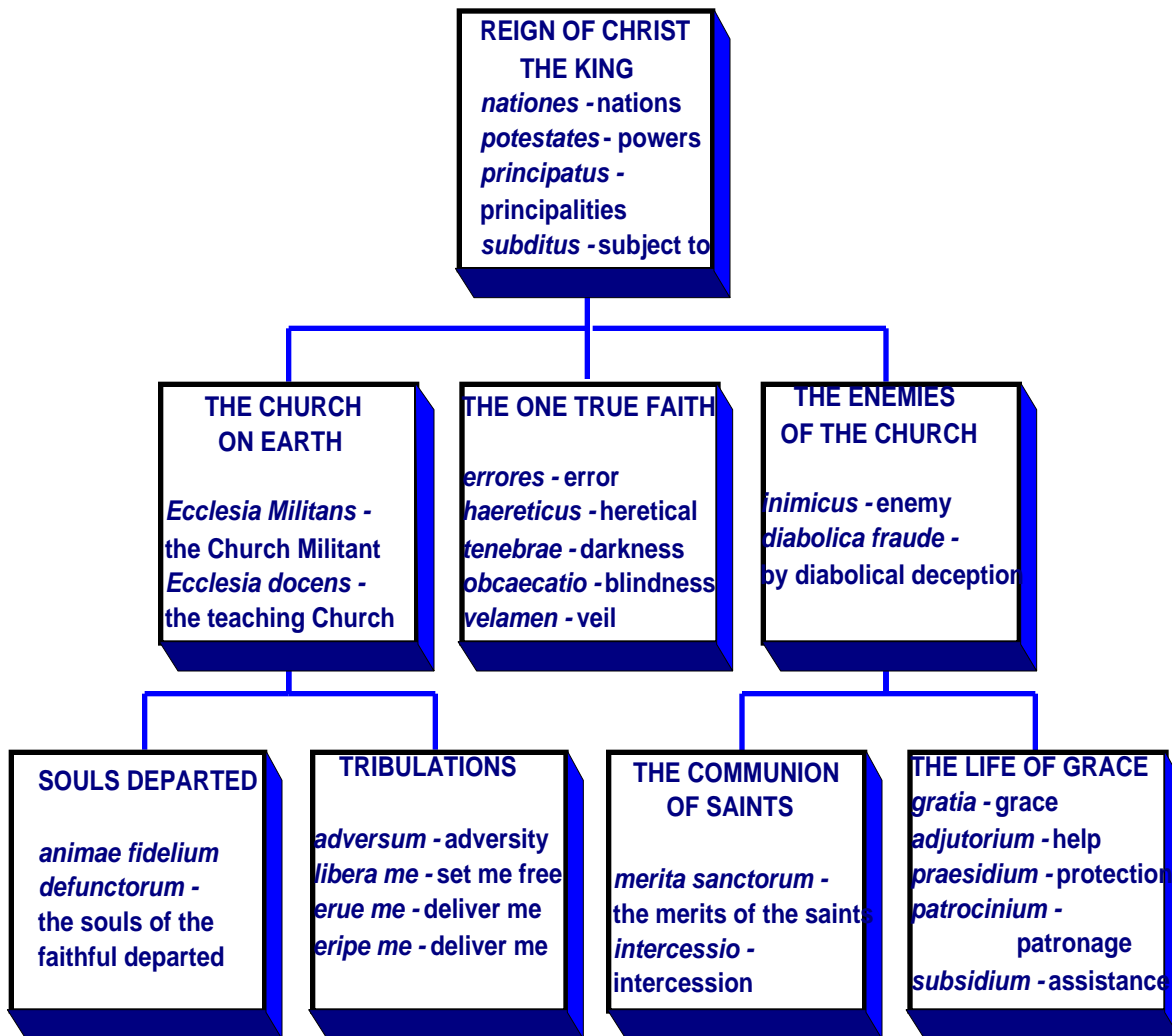 REIGN OF CHRIST
THE KING
nationes - nations
potestates - powers
principatus -
principalities
subditus - subject to
THE CHURCH
ON EARTH
Ecclesia Militans -
the Church Militant
Ecclesia docens -
the teaching Church
THE ONE TRUE FAITH
errores - error
haereticus - heretical
tenebrae - darkness
obcaecatio - blindness
velamen - veil
THE ENEMIES
OF THE CHURCH
inimicus - enemy
diabolica fraude -
by diabolical deception
SOULS DEPARTED
animae fidelium
defunctorum -
the souls of the
faithful departed
TRIBULATIONS
adversum - adversity
libera me - set me free
erue me - deliver me
eripe me - deliver me
THE COMMUNION
OF SAINTS
merita sanctorum -
the merits of the saints
intercessio -
intercession
THE LIFE OF GRACE
gratia - grace
adjutorium - help
praesidium - protection
patrocinium -
patronage
subsidium - assistance